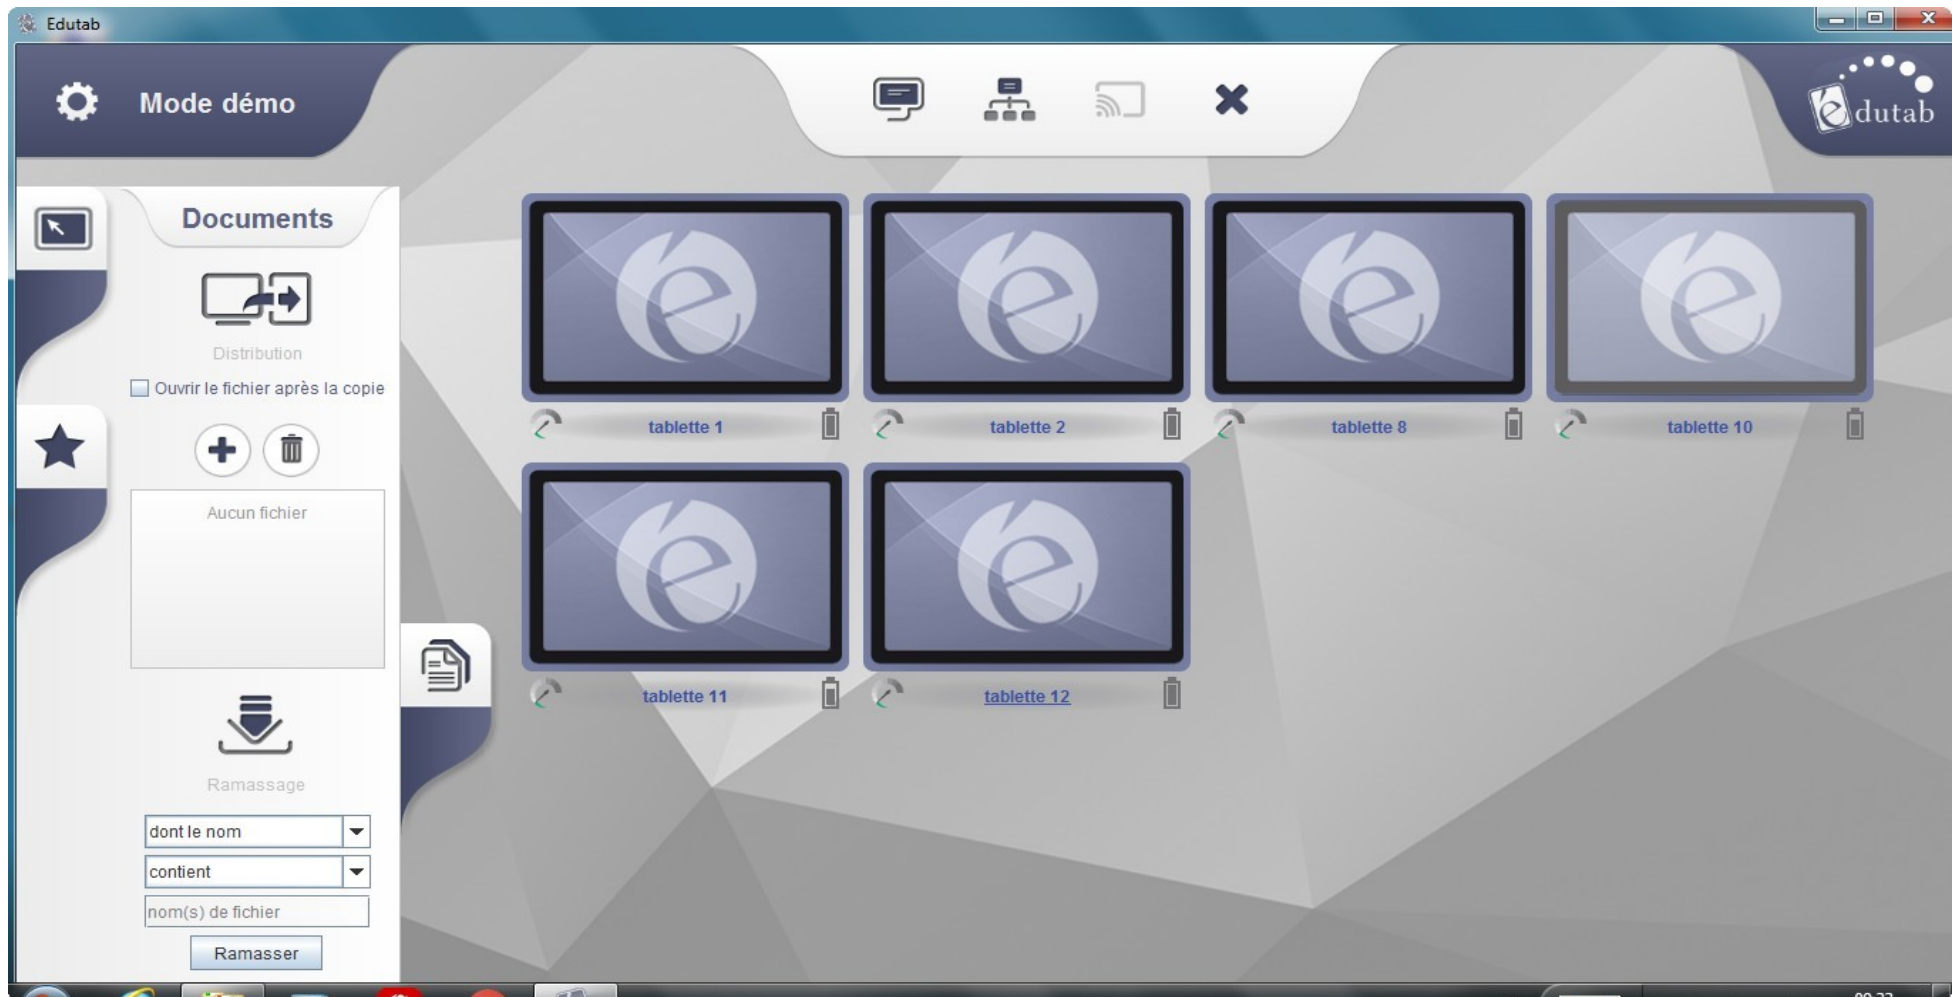 Edutab
Mode démo
édutab
Documents
Distribution
Ouvrir le fichier après la copie
Aucun fichier
Ramassage
dont le nom
contient
nom(s) de fichier
Ramasser
tablette 1
tablette 2
tablette 8
tablette 10
tablette 11
tablette 12